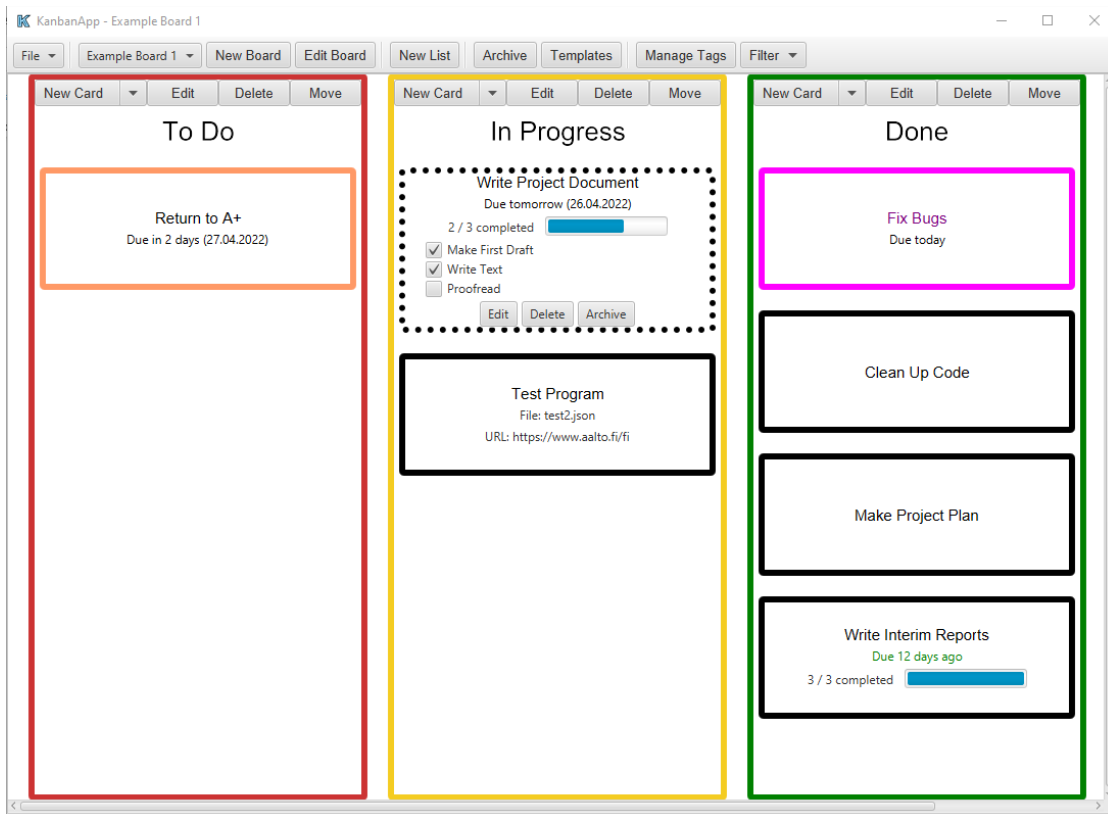 KanbanApp - Example Board 1
File Example Board 1 New Board Edit Board New List Archive Templates Manage Tags Filter
New Card Edit Delete Move
To Do
Return to A+
Due in 2 days (27.04.2022)
New Card Edit Delete Move
In Progress
Write Project Document
Due tomorrow (26.04.2022)
2 / 3 completed
Make First Draft
Write Text
Proofread
Edit Delete Archive
Test Program
File: test2.json
URL: https://www.aalto.fi/fi
New Card Edit Delete Move
Done
Fix Bugs
Due today
Clean Up Code
Make Project Plan
Write Interim Reports
Due 12 days ago
3 / 3 completed